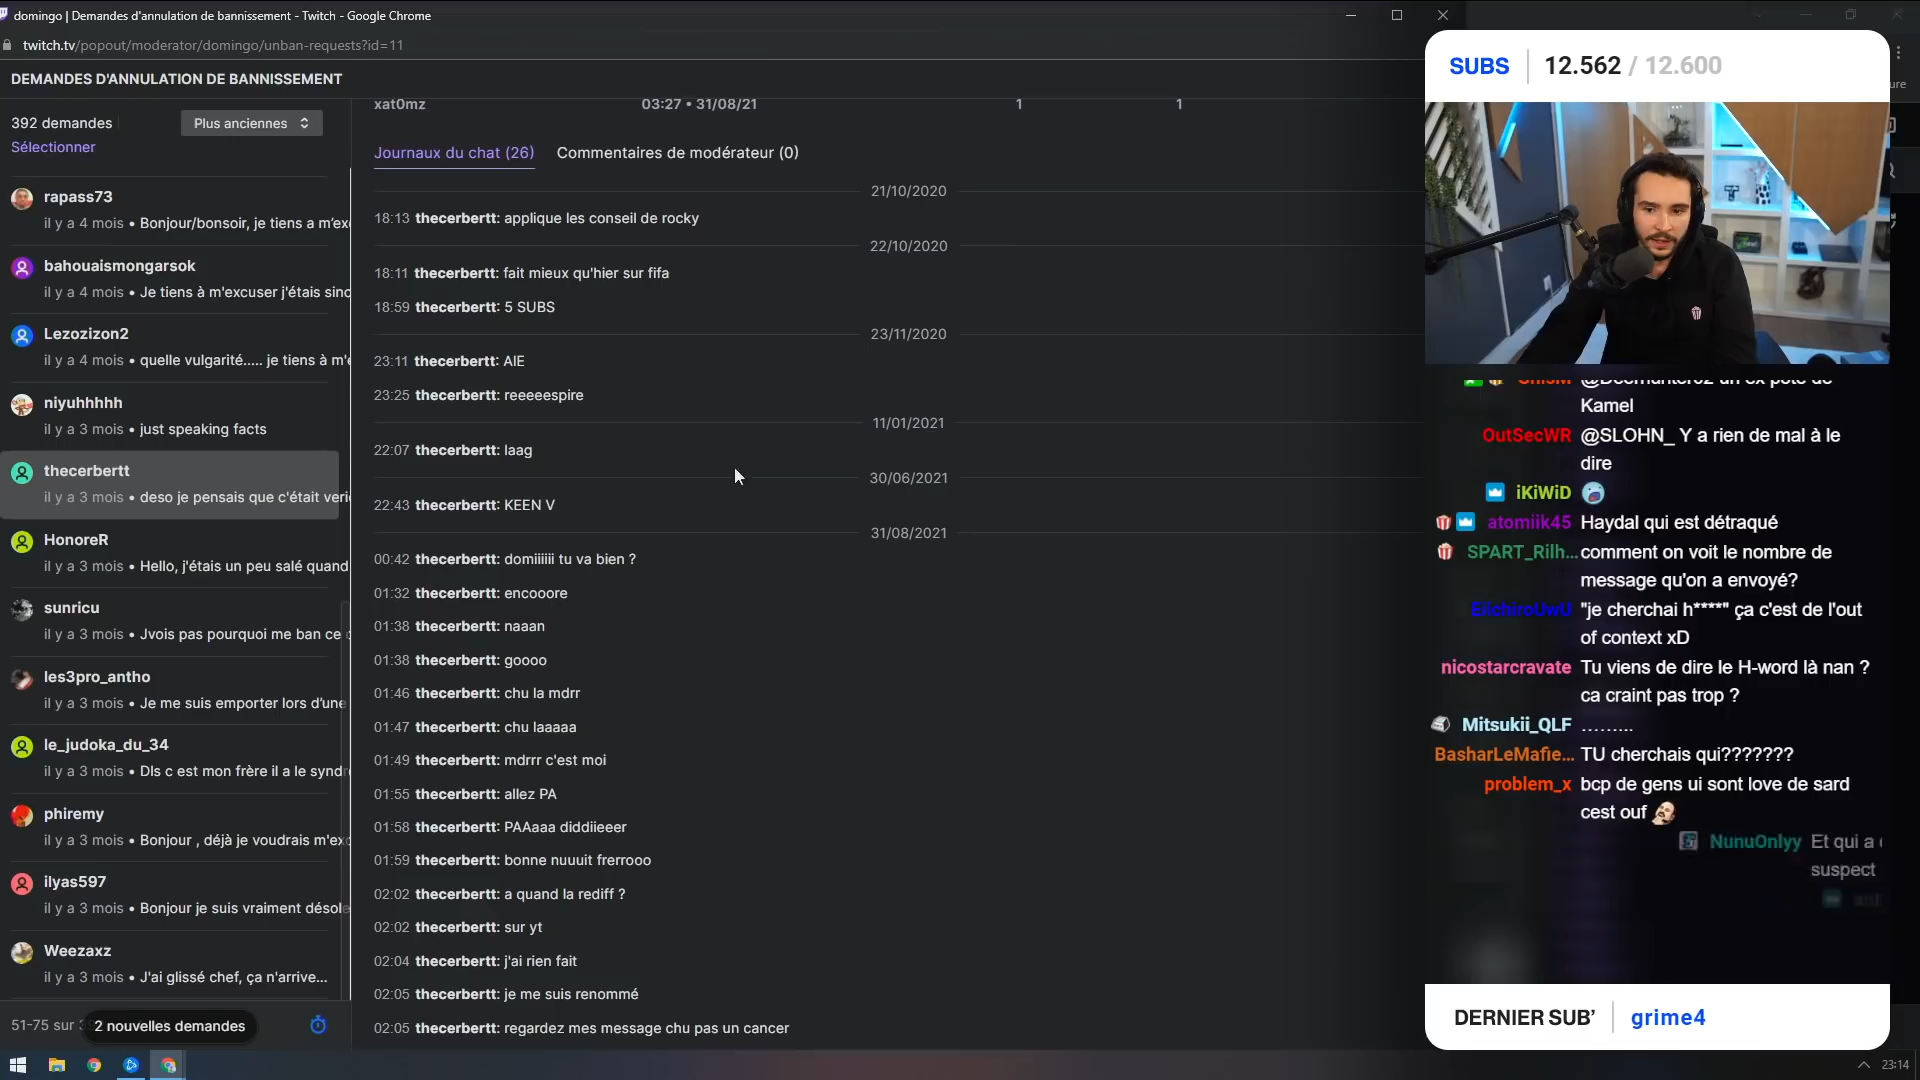 domingo | Demandes d'annulation de bannissement - Twitch - Google Chrome
twitch.tv/popout/moderator/domingo/unban-requests?id=11
DEMANDES D'ANNULATION DE BANNISSEMENT
392 demandes
Plus anciennes
Sélectionner
rapass73
il y a 4 mois • Bonjour/bonsoir, je tiens a m'ex
bahouaismongarsok
il y a 4 mois • Je tiens à m'excuser j'étais sinc
Lezozizon2
il y a 4 mois • quelle vulgarité..... je tiens à m'e
niyuhhhhh
il y a 3 mois • just speaking facts
thecerbertt
il y a 3 mois • deso je pensais que c'était veri
HonoreR
il y a 3 mois • Hello, j'étais un peu salé quand
sunricu
il y a 3 mois • Jvois pas pourquoi me ban ce
les3pro_antho
il y a 3 mois • Je me suis emporter lors d'une
le_judoka_du_34
il y a 3 mois • Dls c est mon frère il a le synd
phiremy
il y a 3 mois • Bonjour , déjà je voudrais m'ex
ilyas597
il y a 3 mois • Bonjour je suis vraiment désol
Weezaxz
il y a 3 mois • J'ai glissé chef, ça n'arrive...
51-75 sur
2 nouvelles demandes
xat0mz 03:27 • 31/08/21 1 1
Journaux du chat (26) Commentaires de modérateur (0)
21/10/2020
18:13 thecerbertt: applique les conseil de rocky
22/10/2020
18:11 thecerbertt: fait mieux qu'hier sur fifa
18:59 thecerbertt: 5 SUBS
23/11/2020
23:11 thecerbertt: AIE
23:25 thecerbertt: reeeeespire
11/01/2021
22:07 thecerbertt: laag
30/06/2021
22:43 thecerbertt: KEEN V
31/08/2021
00:42 thecerbertt: domiiiiii tu va bien ?
01:32 thecerbertt: encooore
01:38 thecerbertt: naaan
01:38 thecerbertt: goooo
01:46 thecerbertt: chu la mdrr
01:47 thecerbertt: chu laaaaa
01:49 thecerbertt: mdrrr c'est moi
01:55 thecerbertt: allez PA
01:58 thecerbertt: PAAaaa diddiieeer
01:59 thecerbertt: bonne nuuuit frerrooo
02:02 thecerbertt: a quand la rediff ?
02:02 thecerbertt: sur yt
02:04 thecerbertt: j'ai rien fait
02:05 thecerbertt: je me suis renommé
02:05 thecerbertt: regardez mes message chu pas un cancer
SUBS 12.562 / 12.600
ure
Kamel
OutSecWR @SLOHN_ Y a rien de mal à le
dire
iKiWiD
atomiik45 Haydal qui est détraqué
SPART_Rilh... comment on voit le nombre de
message qu'on a envoyé?
EiichiroUwU "je cherchai h****" ça c'est de l'out
of context xD
nicostarcravate Tu viens de dire le H-word là nan ?
ca craint pas trop ?
Mitsukii_QLF .........
BasharLeMafie... TU cherchais qui???????
problem_x bcp de gens ui sont love de sard
cest ouf
NunuOnlyy Et qui a
suspect
DERNIER SUB' grime4
23:14